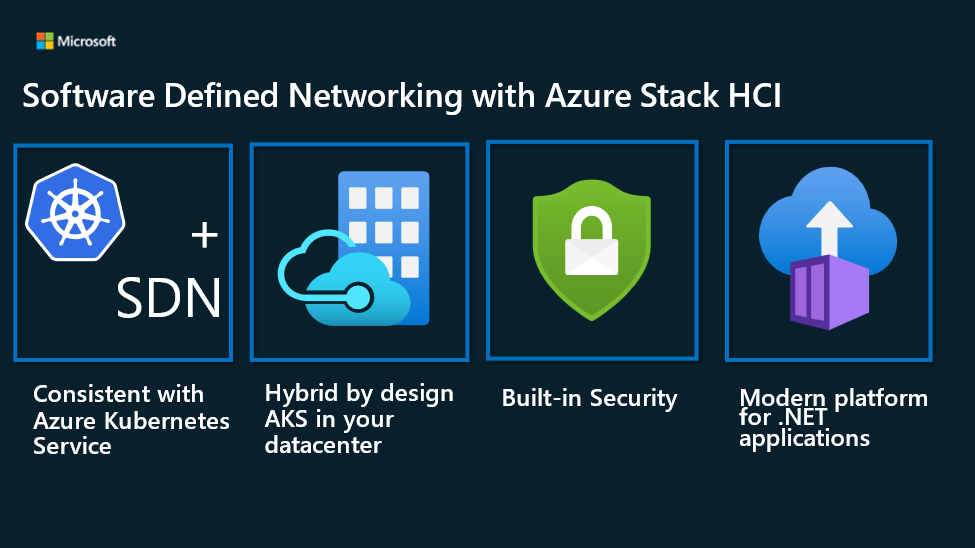 Microsoft
Software Defined Networking with Azure Stack HCI
+
SDN
Consistent with
Azure Kubernetes
Service
Hybrid by design
AKS in your
datacenter
Built-in Security
Modern platform
for .NET
applications